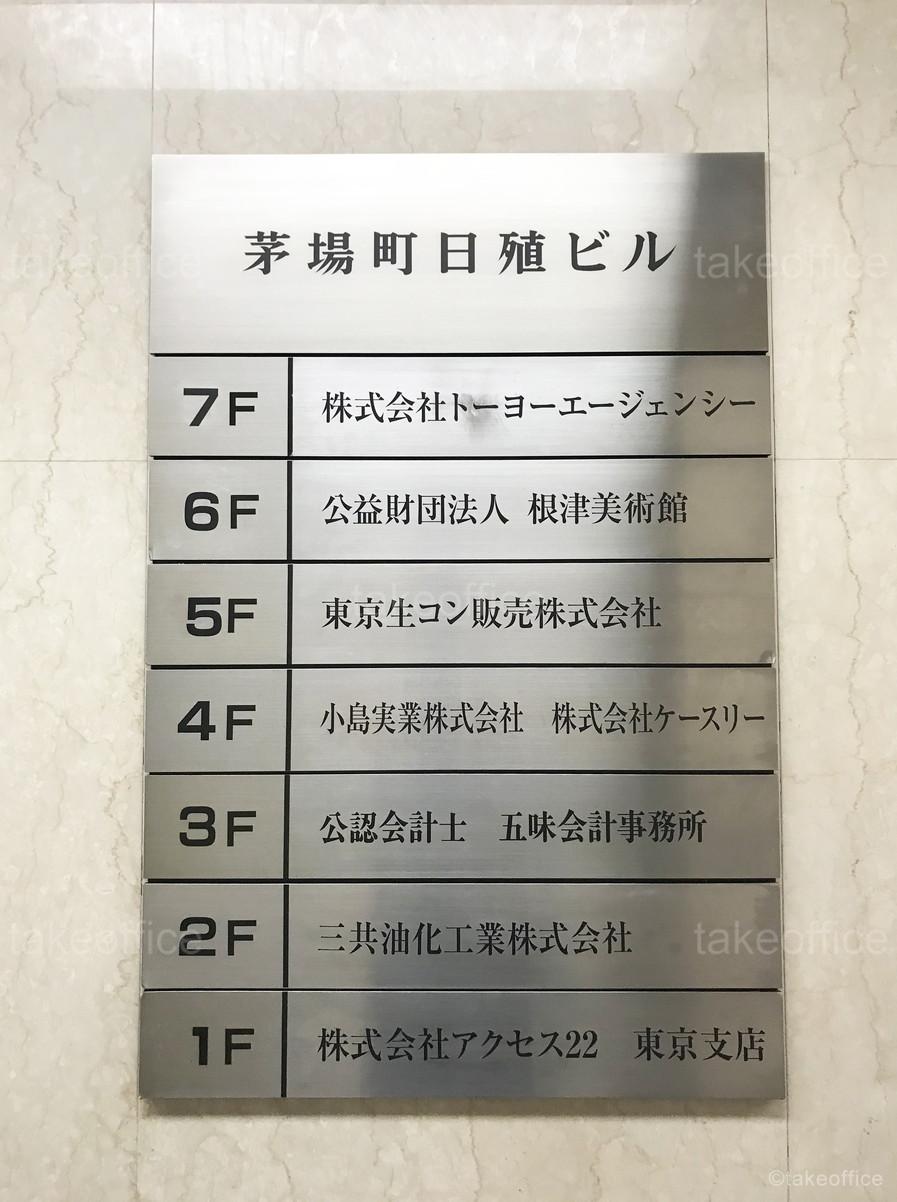 茅場町日殖ビル
7F 株式会社トーヨーエージェンシー
6F 公益財団法人 根津美術館
5F 東京生コン販売株式会社
4F 小島実業株式会社 株式会社ケースリー
3F 公認会計士 五味会計事務所
2F 三共油化工業株式会社
1F 株式会社アクセス22 東京支店
takeoffice
takeoffice
takeoffice
takeoffice
takeoffice
©takeoffice